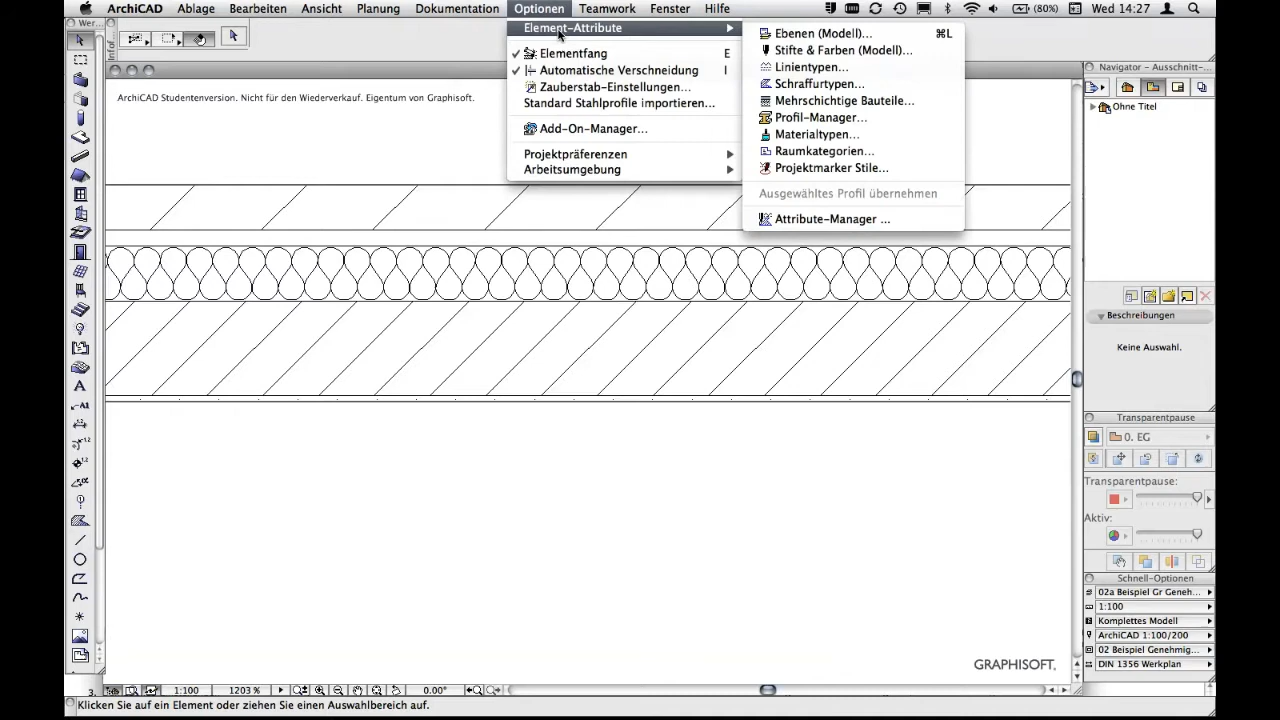 ArchiCAD Ablage Bearbeiten Ansicht Planung Dokumentation Optionen Teamwork Fenster Hilfe (80%) Wed 14:27
Wer...
Element-Attribute
Elementfang E
Automatische Verschneidung I
Zauberstab-Einstellungen...
Standard Stahlprofile importieren...
Add-On-Manager...
Projektpräferenzen
Arbeitsumgebung
Ebenen (Modell)... ⌘L
Stifte & Farben (Modell)...
Linientypen...
Schraffurtypen...
Mehrschichtige Bauteile...
Profil-Manager...
Materialtypen...
Raumkategorien...
Projektmarker Stile...
Ausgewähltes Profil übernehmen
Attribute-Manager ...
ArchiCAD Studentenversion. Nicht für den Wiederverkauf. Eigentum von Graphisoft.
Navigator - Ausschnitt-...
Ohne Titel
Beschreibungen
Keine Auswahl.
Transparentpause
0. EG
Transparentpause:
Aktiv:
Schnell-Optionen
02a Beispiel Gr Geneh...
1:100
Komplettes Modell
ArchiCAD 1:100/200
02 Beispiel Genehmig...
DIN 1356 Werkplan
GRAPHISOFT.
3. 1:100 1203 % 0.00°
Klicken Sie auf ein Element oder ziehen Sie einen Auswahlbereich auf.